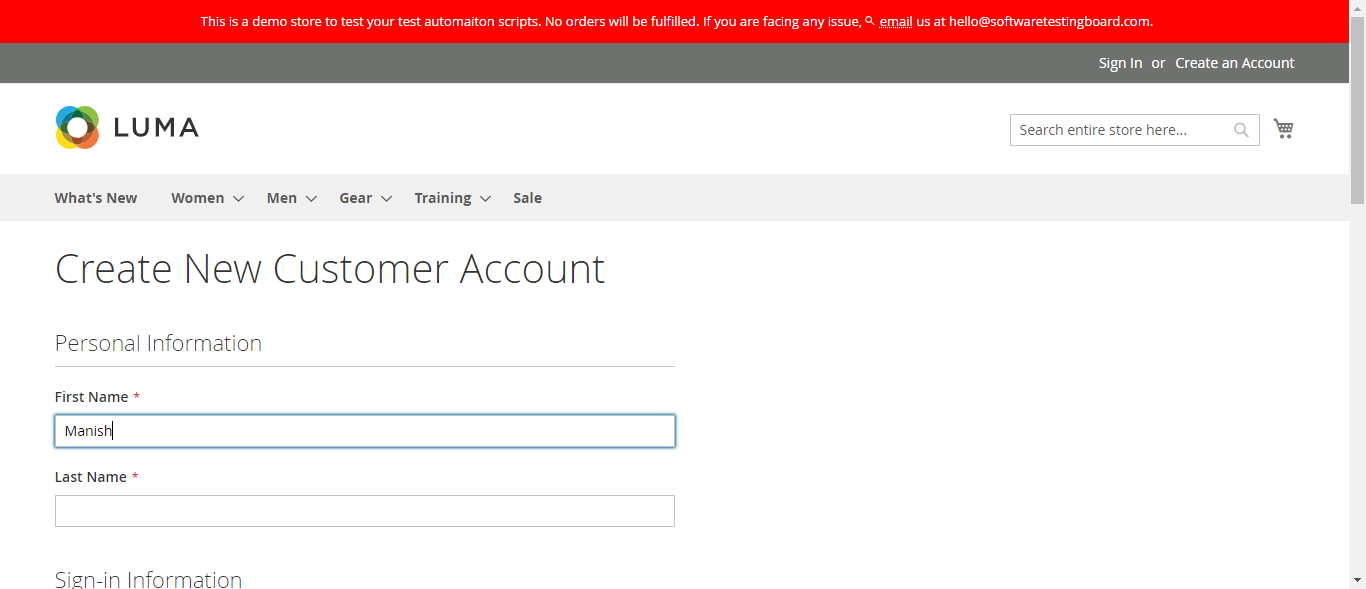 This is a demo store to test your test automaiton scripts. No orders will be fulfilled. If you are facing any issue, email us at hello@softwaretestingboard.com.
Sign In or Create an Account
LUMA
Search entire store here...
What's New Women Men Gear Training Sale
Create New Customer Account
Personal Information
First Name *
Manish
Last Name *
Sign-in Information